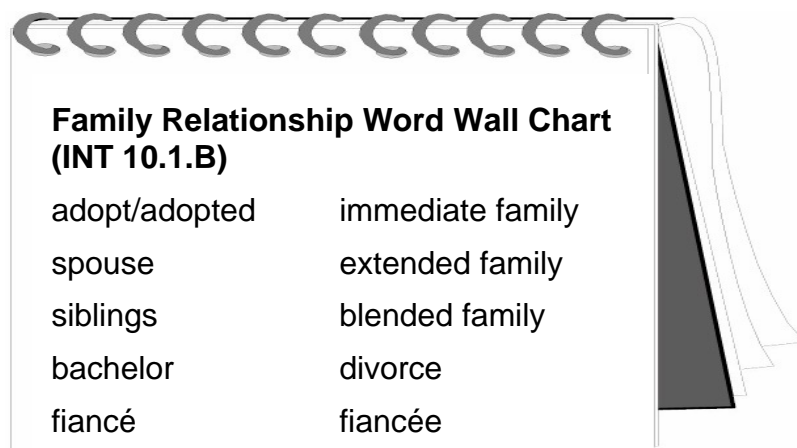 Family Relationship Word Wall Chart
(INT 10.1.B)
adopt/adopted immediate family
spouse extended family
siblings blended family
bachelor divorce
fiancé fiancée